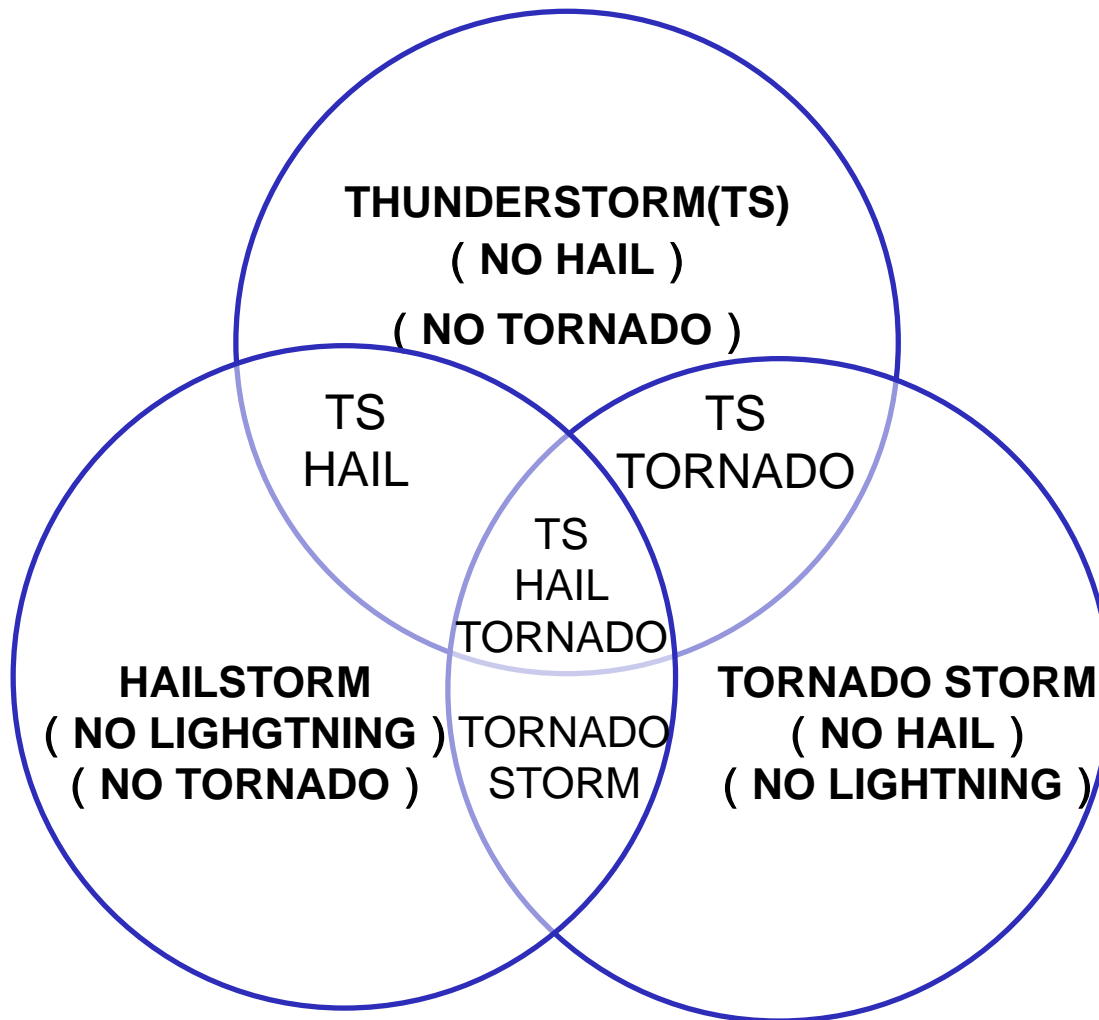 THUNDERSTORM(TS)
( NO HAIL )
( NO TORNADO )
TS
HAIL
TS
TORNADO
TS
HAIL
TORNADO
HAILSTORM
( NO LIGHGTNING )
( NO TORNADO )
TORNADO
STORM
TORNADO STORM
( NO HAIL )
( NO LIGHTNING )